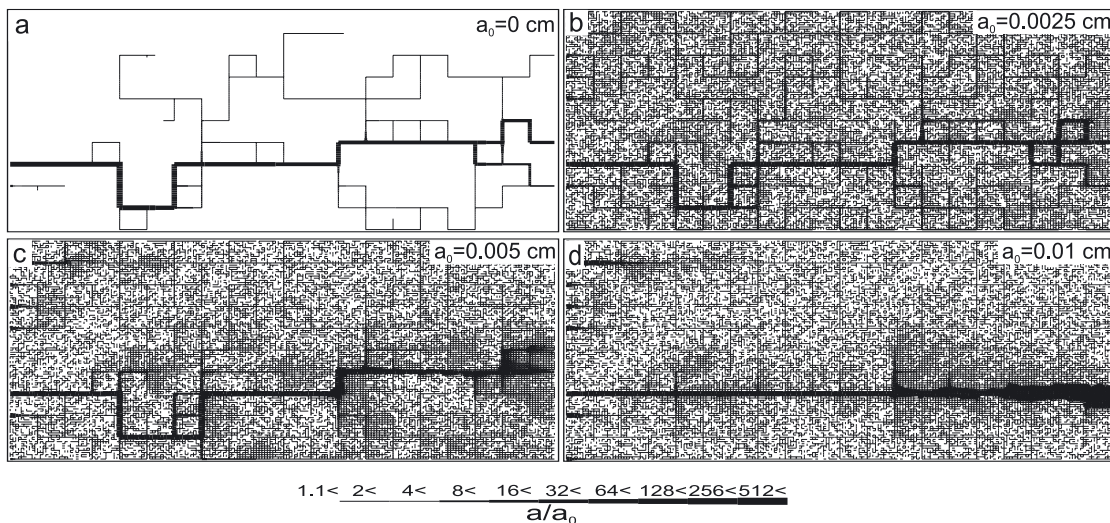 a
a₀=0 cm
b
a₀=0.0025 cm
c
a₀=0.005 cm
d
a₀=0.01 cm
1.1< 2< 4< 8< 16< 32< 64< 128< 256< 512<
a/a₀